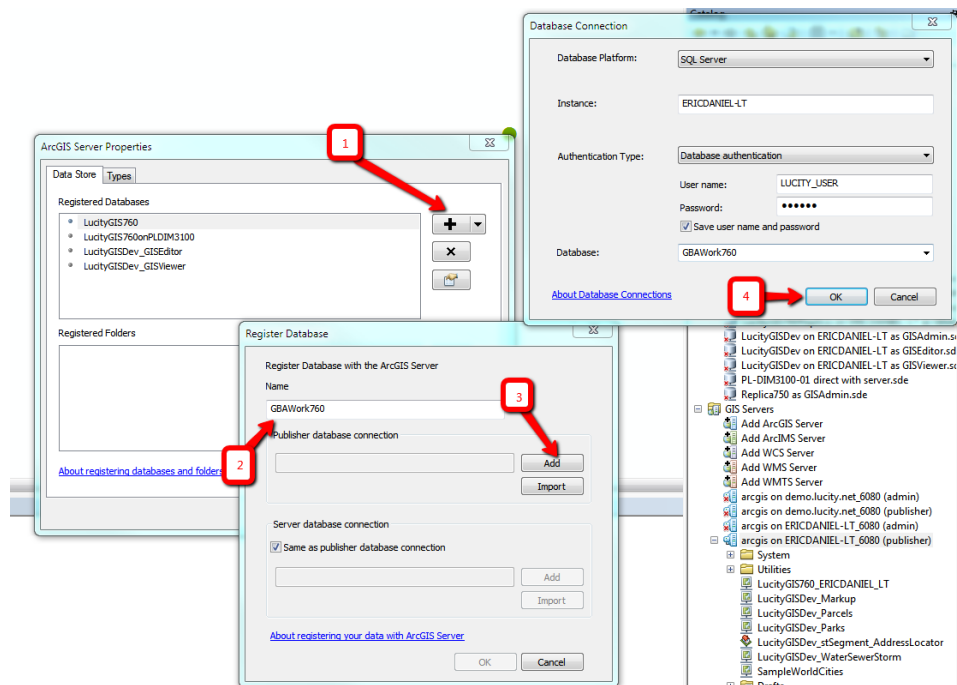 ArcGIS Server Properties
1
Data Store
Types
Registered Databases
LucityGIS760
LucityGIS760onPLDIM3100
LucityGISDev_GISEditor
LucityGISDev_GISViewer
Registered Folders
About registering databases and folders
Register Database
Register Database with the ArcGIS Server
Name
GBAWork760
2
3
Publisher database connection
Add
Import
Server database connection
Same as publisher database connection
Add
Import
About registering your data with ArcGIS Server
OK
Cancel
Catalog
Database Connection
Database Platform:
SQL Server
Instance:
ERICDANIEL-LT
Authentication Type:
Database authentication
User name:
LUCITY_USER
Password:
••••••
Save user name and password
Database:
GBAWork760
About Database Connections
4
OK
Cancel
LucityGISDev on ERICDANIEL-LT as GISAdmin.s
LucityGISDev on ERICDANIEL-LT as GISEditor.sd
LucityGISDev on ERICDANIEL-LT as GISViewer.s
PL-DIM3100-01 direct with server.sde
Replica750 as GISAdmin.sde
GIS Servers
Add ArcGIS Server
Add ArcIMS Server
Add WCS Server
Add WMS Server
Add WMTS Server
arcgis on demo.lucity.net_6080 (admin)
arcgis on demo.lucity.net_6080 (publisher)
arcgis on ERICDANIEL-LT_6080 (admin)
arcgis on ERICDANIEL-LT_6080 (publisher)
System
Utilities
LucityGIS760_ERICDANIEL_LT
LucityGISDev_Markup
LucityGISDev_Parcels
LucityGISDev_Parks
LucityGISDev_stSegment_AddressLocator
LucityGISDev_WaterSewerStorm
SampleWorldCities
Drafts